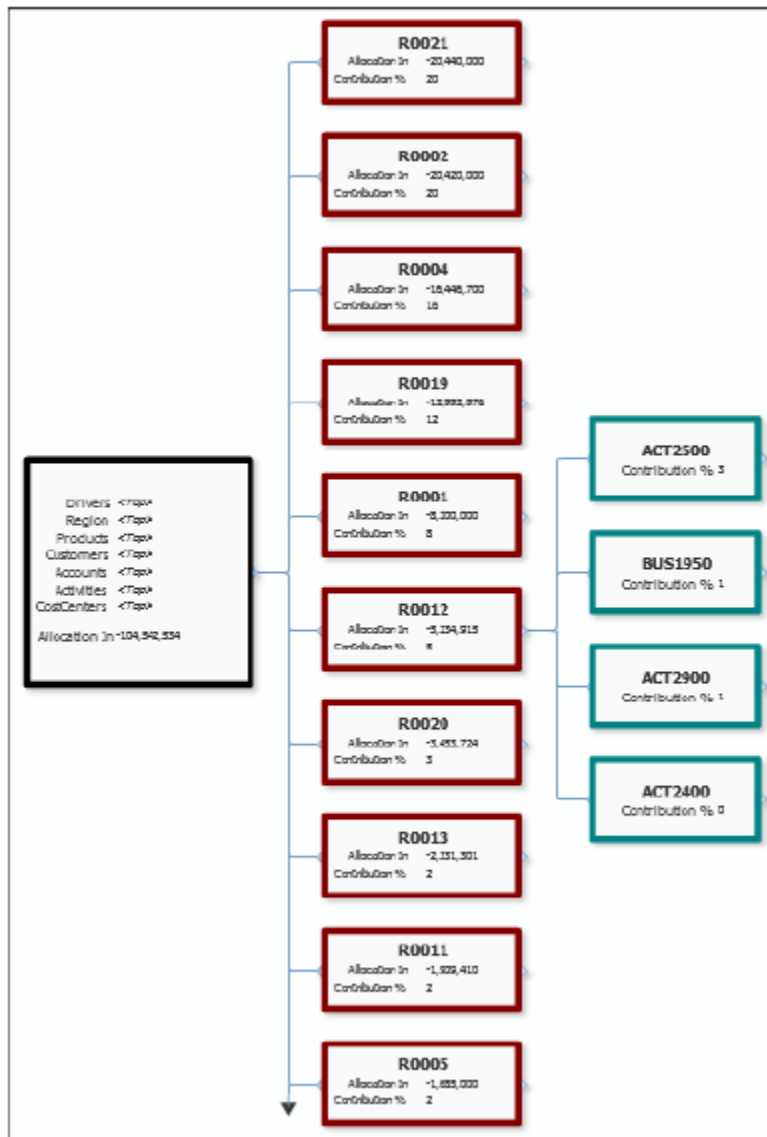 R0021
Allocation In -20,440,000
Contribution % 20
R0002
Allocation In -20,420,000
Contribution % 20
R0004
Allocation In
Contribution % 16
R0019
Allocation In
Contribution % 12
Drivers <Top>
Region <Top>
Products <Top>
Customers <Top>
Accounts <Top>
Activities <Top>
CostCenters <Top>
Allocation In
R0001
Allocation In
Contribution % 8
R0012
Allocation In
Contribution %
R0020
Allocation In
Contribution % 3
R0013
Allocation In
Contribution % 2
R0011
Allocation In
Contribution % 2
R0005
Allocation In
Contribution % 2
ACT2500
Contribution % 3
BUS1950
Contribution % 1
ACT2900
Contribution % 1
ACT2400
Contribution % 0